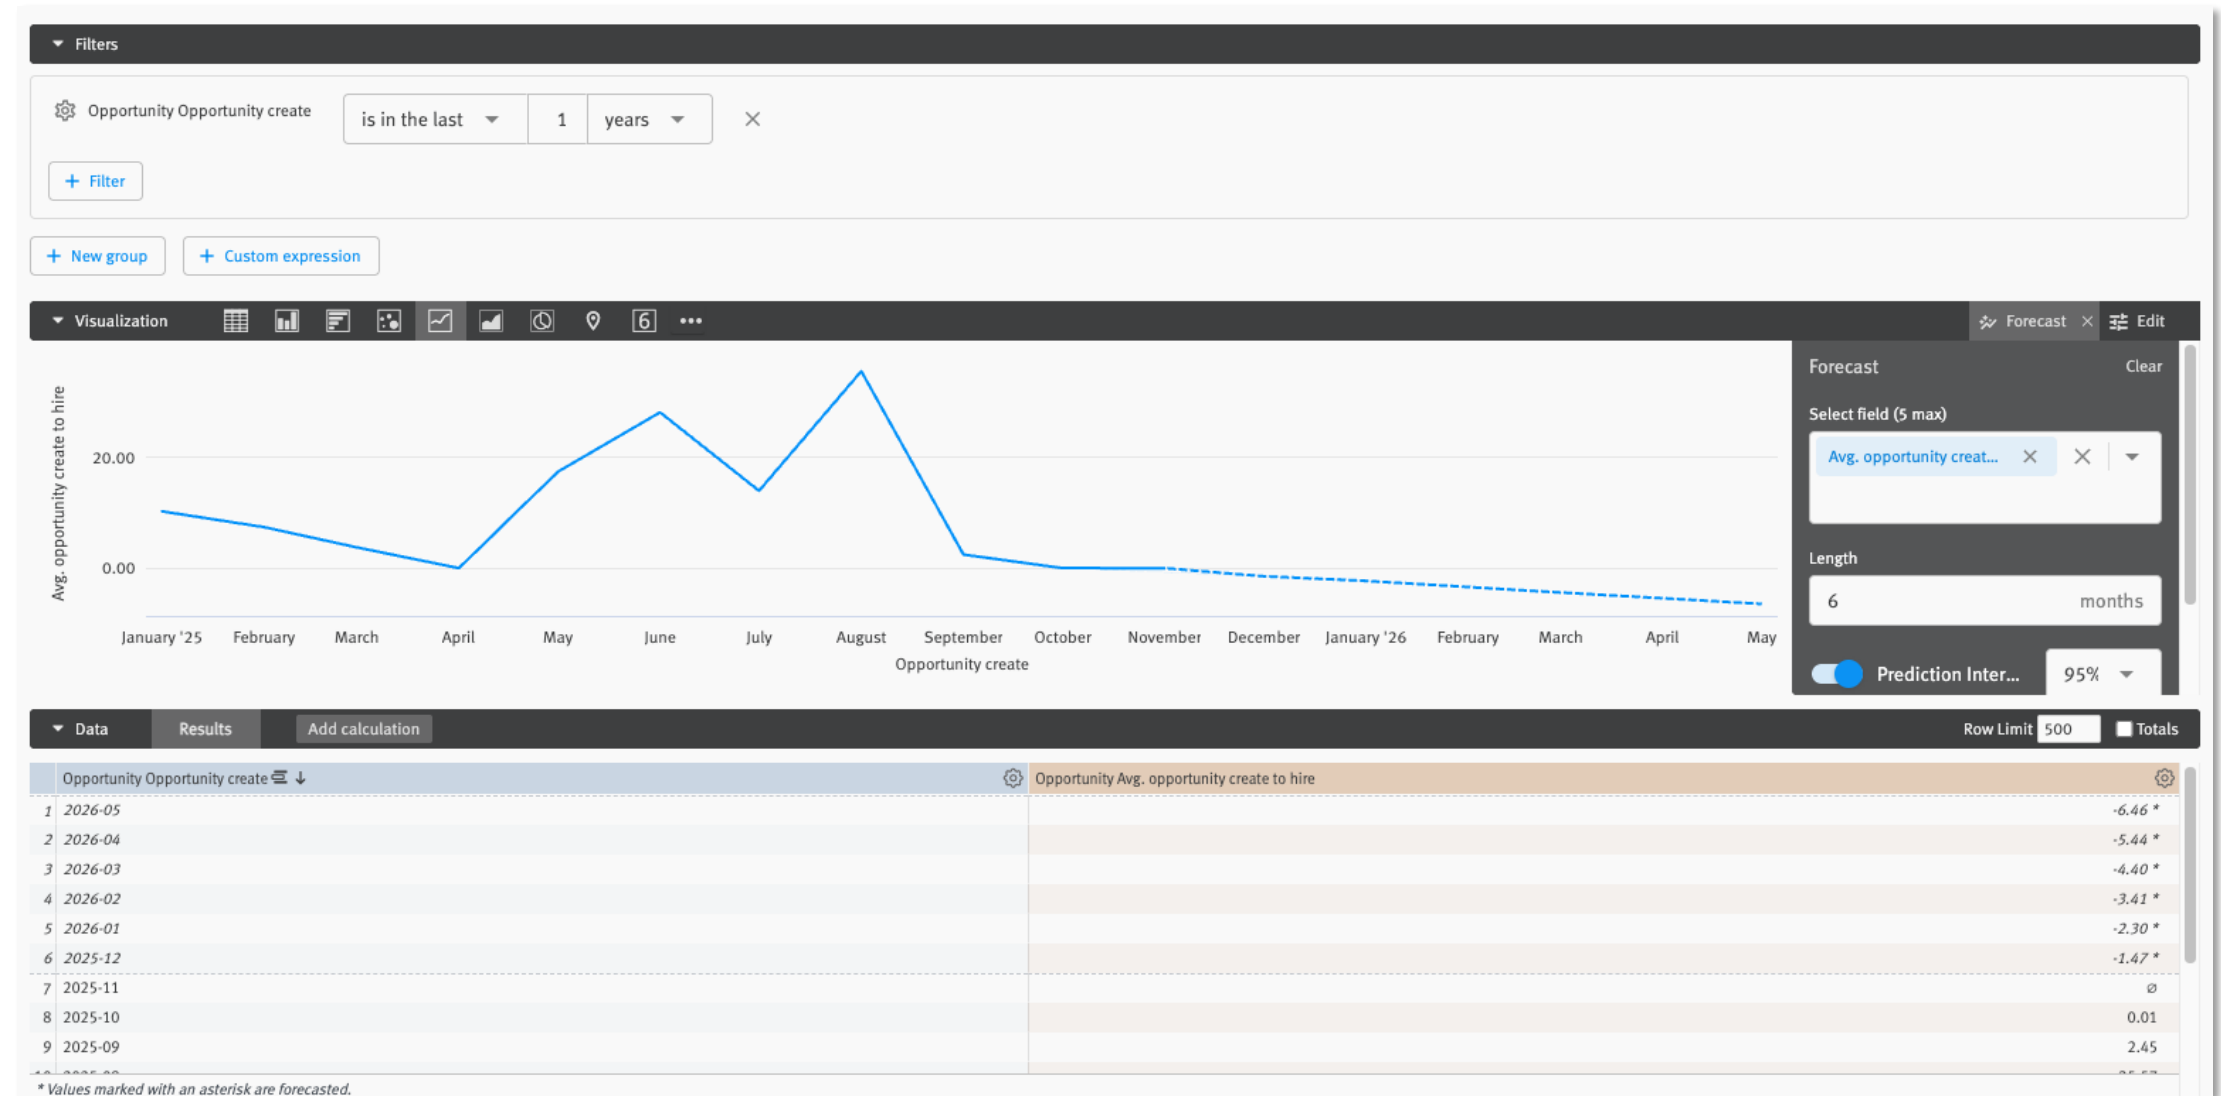 Filters
Opportunity Opportunity create is in the last 1 years
+ Filter
+ New group + Custom expression
Visualization 6 ••• Forecast Edit
Forecast Clear
Select field (5 max)
Avg. opportunity creat...
Length
6 months
Prediction Inter... 95%
Avg. opportunity create to hire
20.00
0.00
January '25 February March April May June July August September October November December January '26 February March April May
Opportunity create
Data Results Add calculation Row Limit 500 Totals
Opportunity Opportunity create Opportunity Avg. opportunity create to hire
1 2026-05 -6.46 *
2 2026-04 -5.44 *
3 2026-03 -4.40 *
4 2026-02 -3.41 *
5 2026-01 -2.30 *
6 2025-12 -1.47 *
7 2025-11 ∅
8 2025-10 0.01
9 2025-09 2.45
* Values marked with an asterisk are forecasted.